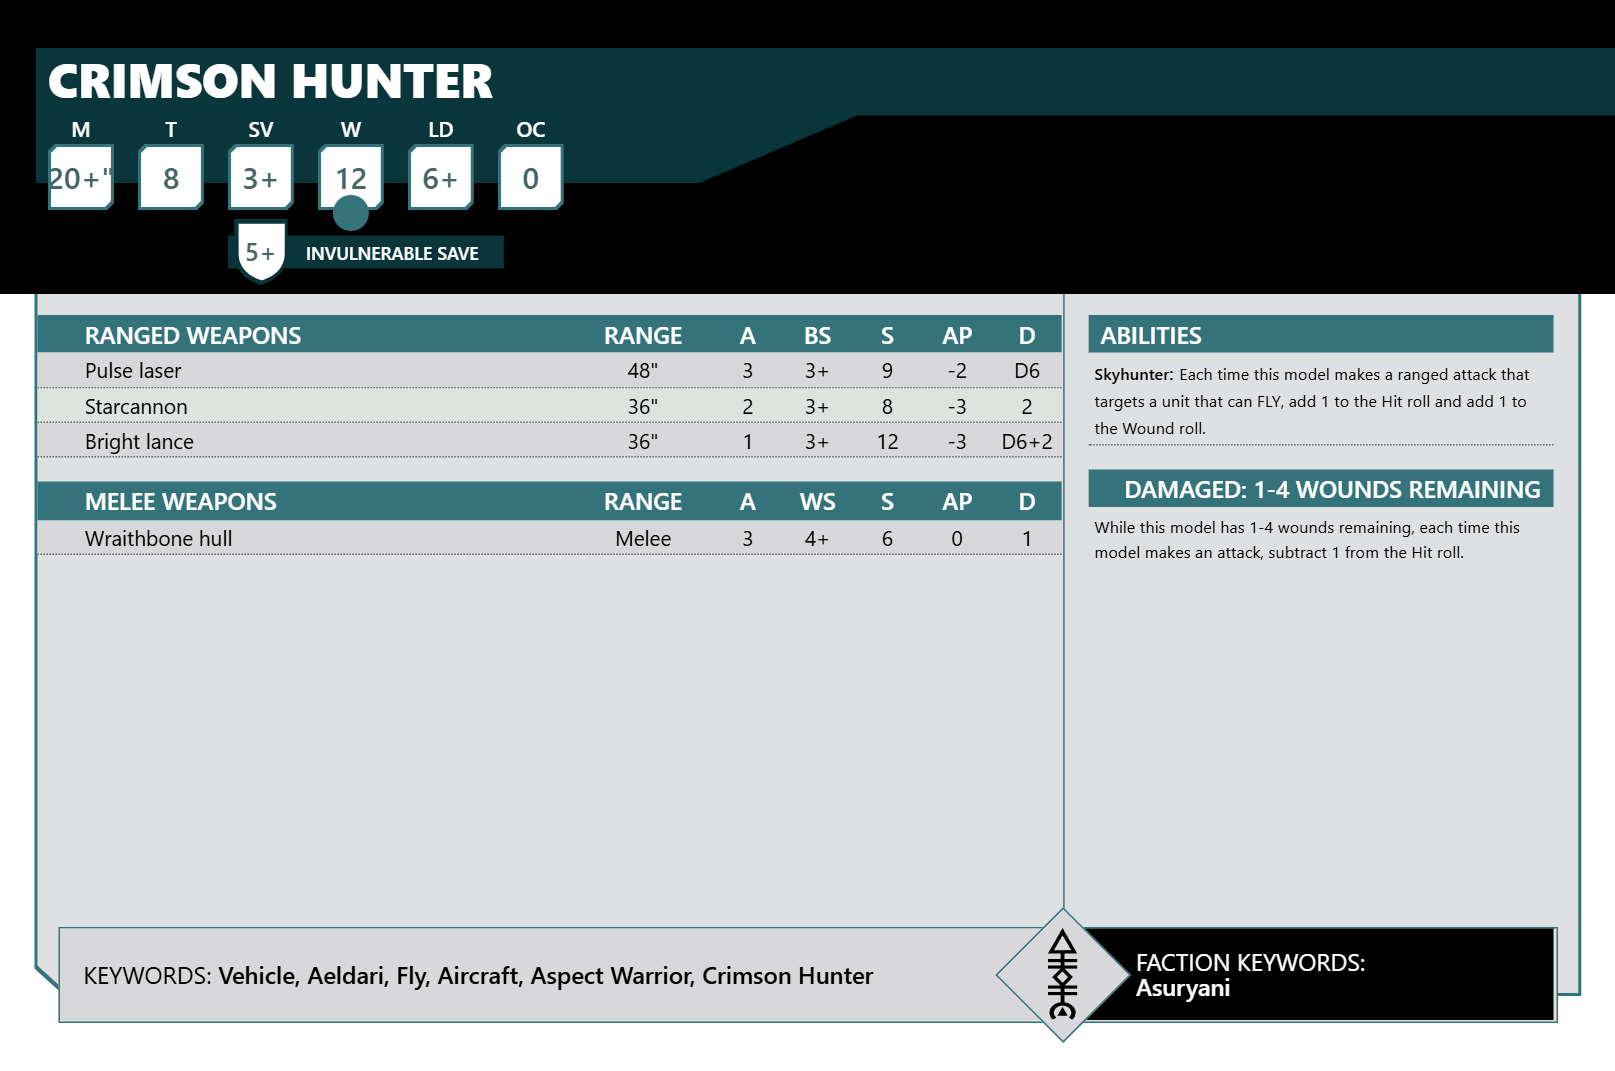 CRIMSON HUNTER
M T SV W LD OC
20+" 8 3+ 12 6+ 0
5+ INVULNERABLE SAVE
RANGED WEAPONS RANGE A BS S AP D
Pulse laser 48" 3 3+ 9 -2 D6
Starcannon 36" 2 3+ 8 -3 2
Bright lance 36" 1 3+ 12 -3 D6+2
MELEE WEAPONS RANGE A WS S AP D
Wraithbone hull Melee 3 4+ 6 0 1
ABILITIES
Skyhunter: Each time this model makes a ranged attack that
targets a unit that can FLY, add 1 to the Hit roll and add 1 to
the Wound roll.
DAMAGED: 1-4 WOUNDS REMAINING
While this model has 1-4 wounds remaining, each time this
model makes an attack, subtract 1 from the Hit roll.
KEYWORDS: Vehicle, Aeldari, Fly, Aircraft, Aspect Warrior, Crimson Hunter
FACTION KEYWORDS:
Asuryani